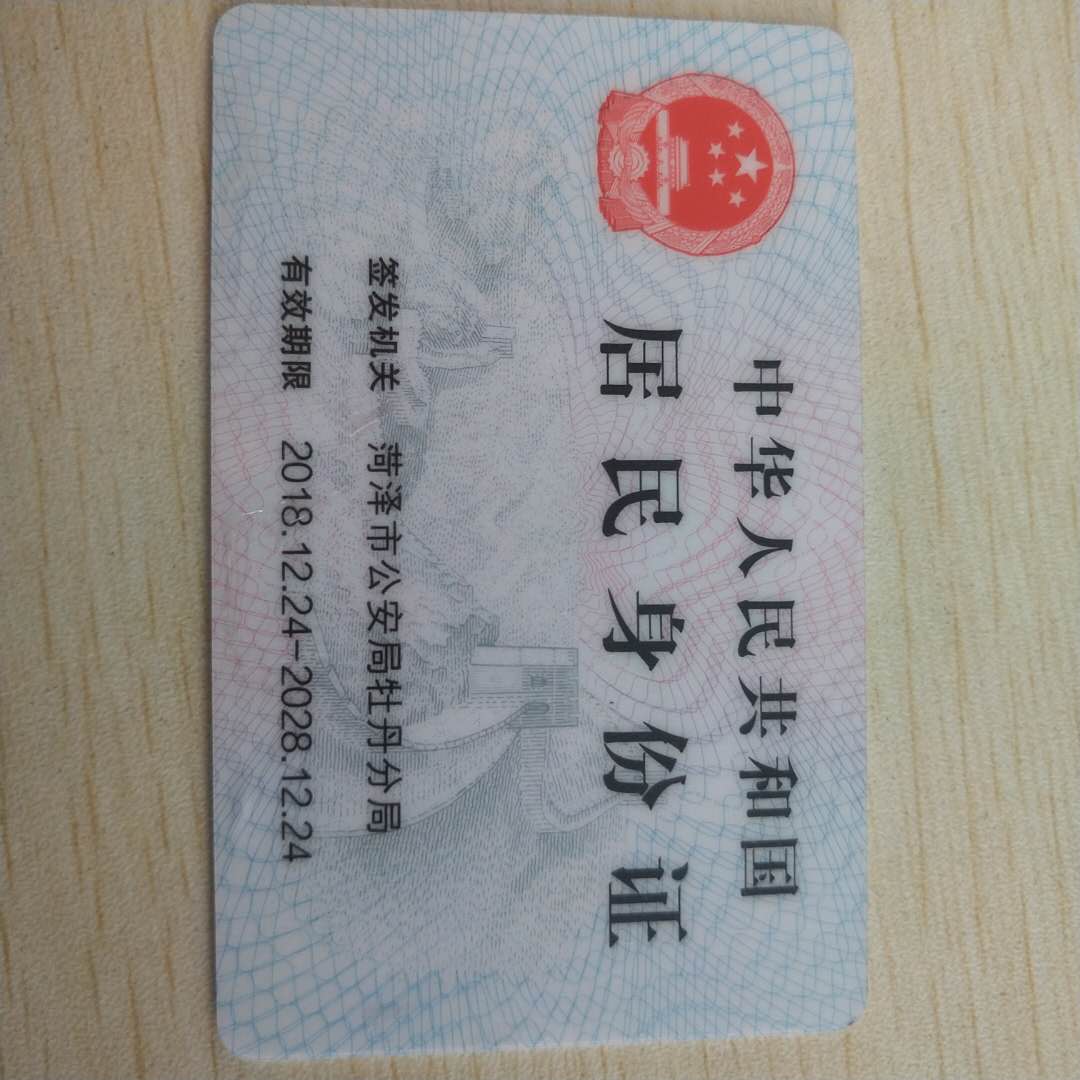 中华人民共和国
居民身份证
签发机关 菏泽市公安局牡丹分局
有效期限 2018.12.24-2028.12.24